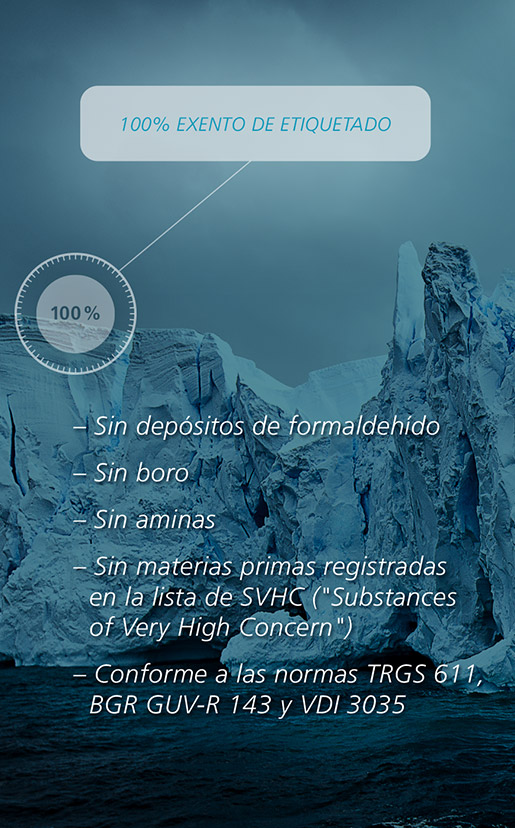 100% EXENTO DE ETIQUETADO
100 %
– Sin depósitos de formaldehído
– Sin boro
– Sin aminas
– Sin materias primas registradas
en la lista de SVHC ("Substances
of Very High Concern")
– Conforme a las normas TRGS 611,
BGR GUV-R 143 y VDI 3035